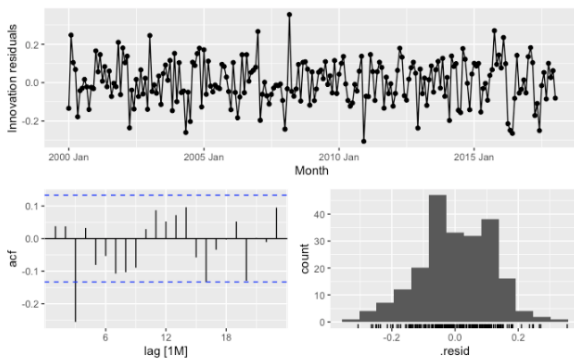 Innovation residuals
0.2
0.0
-0.2
2000 Jan
2005 Jan
2010 Jan
2015 Jan
Month
acf
0.1
0.0
-0.1
-0.2
6
12
18
lag [1M]
count
40
30
20
10
0
-0.2
0.0
0.2
.resid